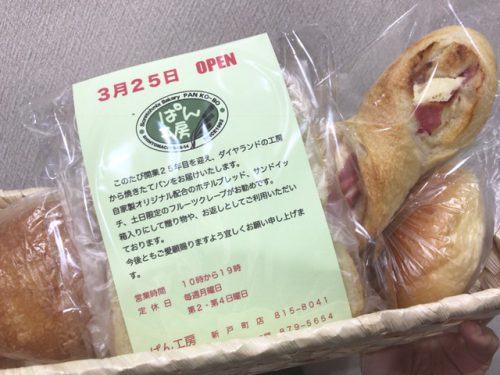 3月25日 OPEN
PAN KO-BO
ぱん
工房
このたび開業25年目を迎え、ダイヤランドの工房
から焼きたてパンをお届けいたします。
自家製オリジナル配合のホテルブレッド、サンドイッ
チ、土日限定のフルーツクレープがお勧めです。
箱入りにして贈り物や、お返しとしてご利用いただい
ております。
今後ともご愛顧賜りますよう宜しくお願い申し上げま
す。
営業時間 10時から19時
定休日 毎週月曜日
第2・第4日曜日
ぱん工房 新戸町店 815-8041
879-5654